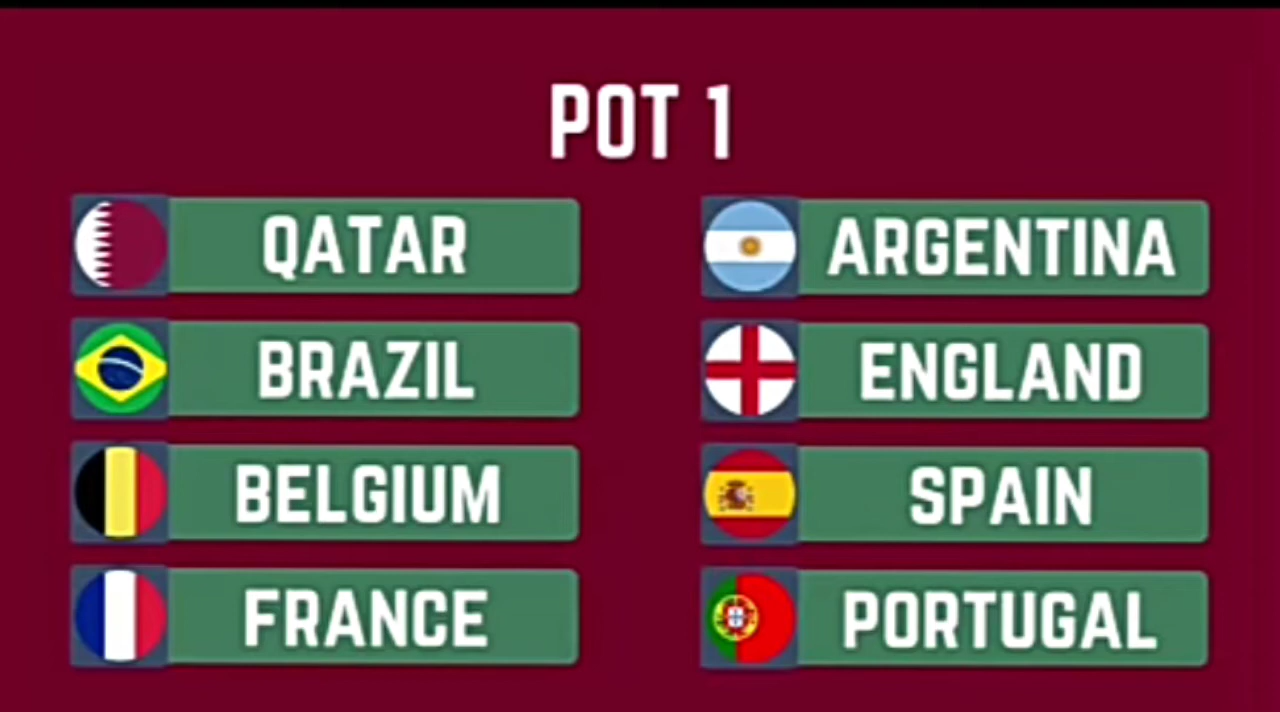 POT 1
QATAR
BRAZIL
BELGIUM
FRANCE
ARGENTINA
ENGLAND
SPAIN
PORTUGAL